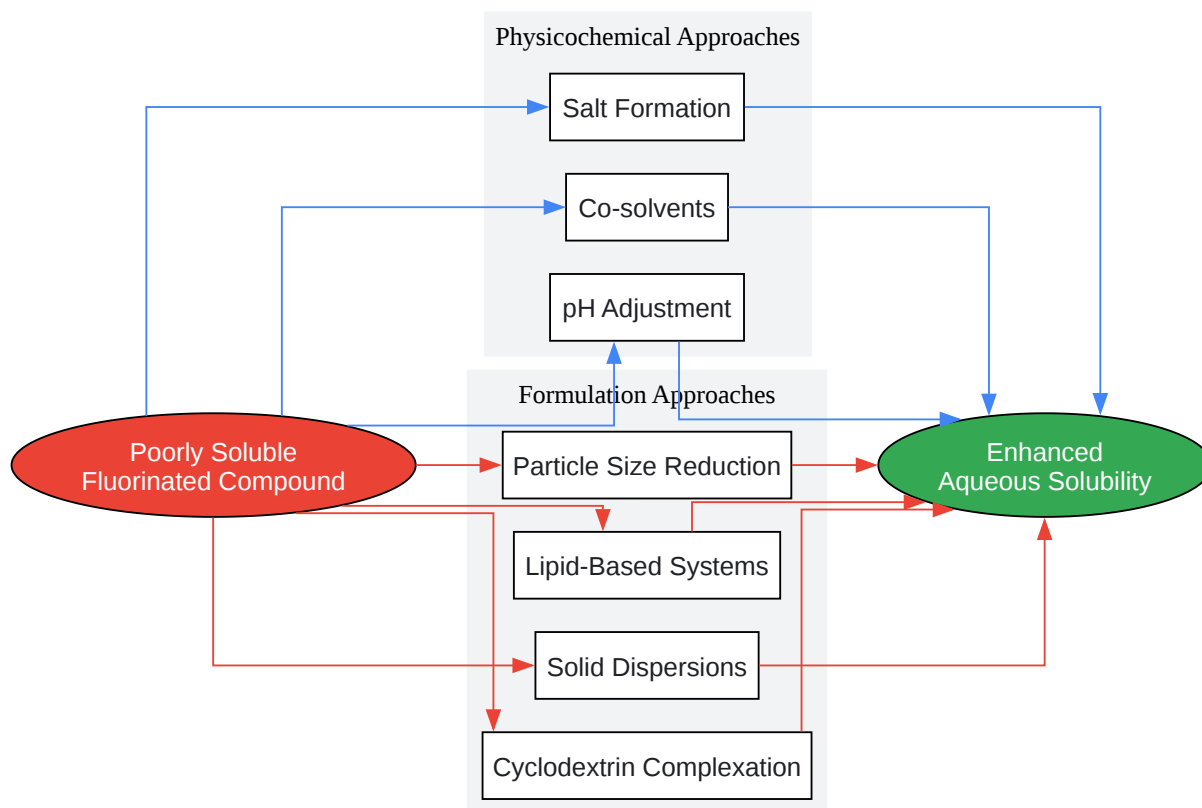 Physicochemical Approaches
Salt Formation
Co-solvents
pH Adjustment
Formulation Approaches
Poorly Soluble
Fluorinated Compound
Particle Size Reduction
Enhanced
Aqueous Solubility
Lipid-Based Systems
Solid Dispersions
Cyclodextrin Complexation